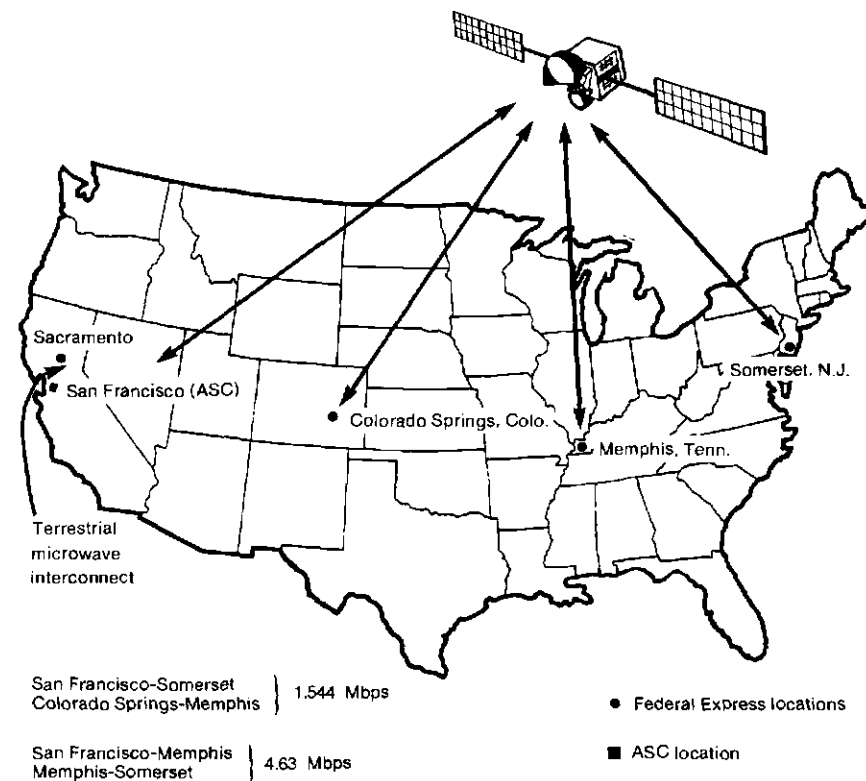 Sacramento
San Francisco (ASC)
Colorado Springs, Colo.
Somerset, N.J.
Memphis, Tenn.
Terrestrial
microwave
interconnect
San Francisco-Somerset
Colorado Springs-Memphis
1.544 Mbps
San Francisco-Memphis
Memphis-Somerset
4.63 Mbps
Federal Express locations
ASC location